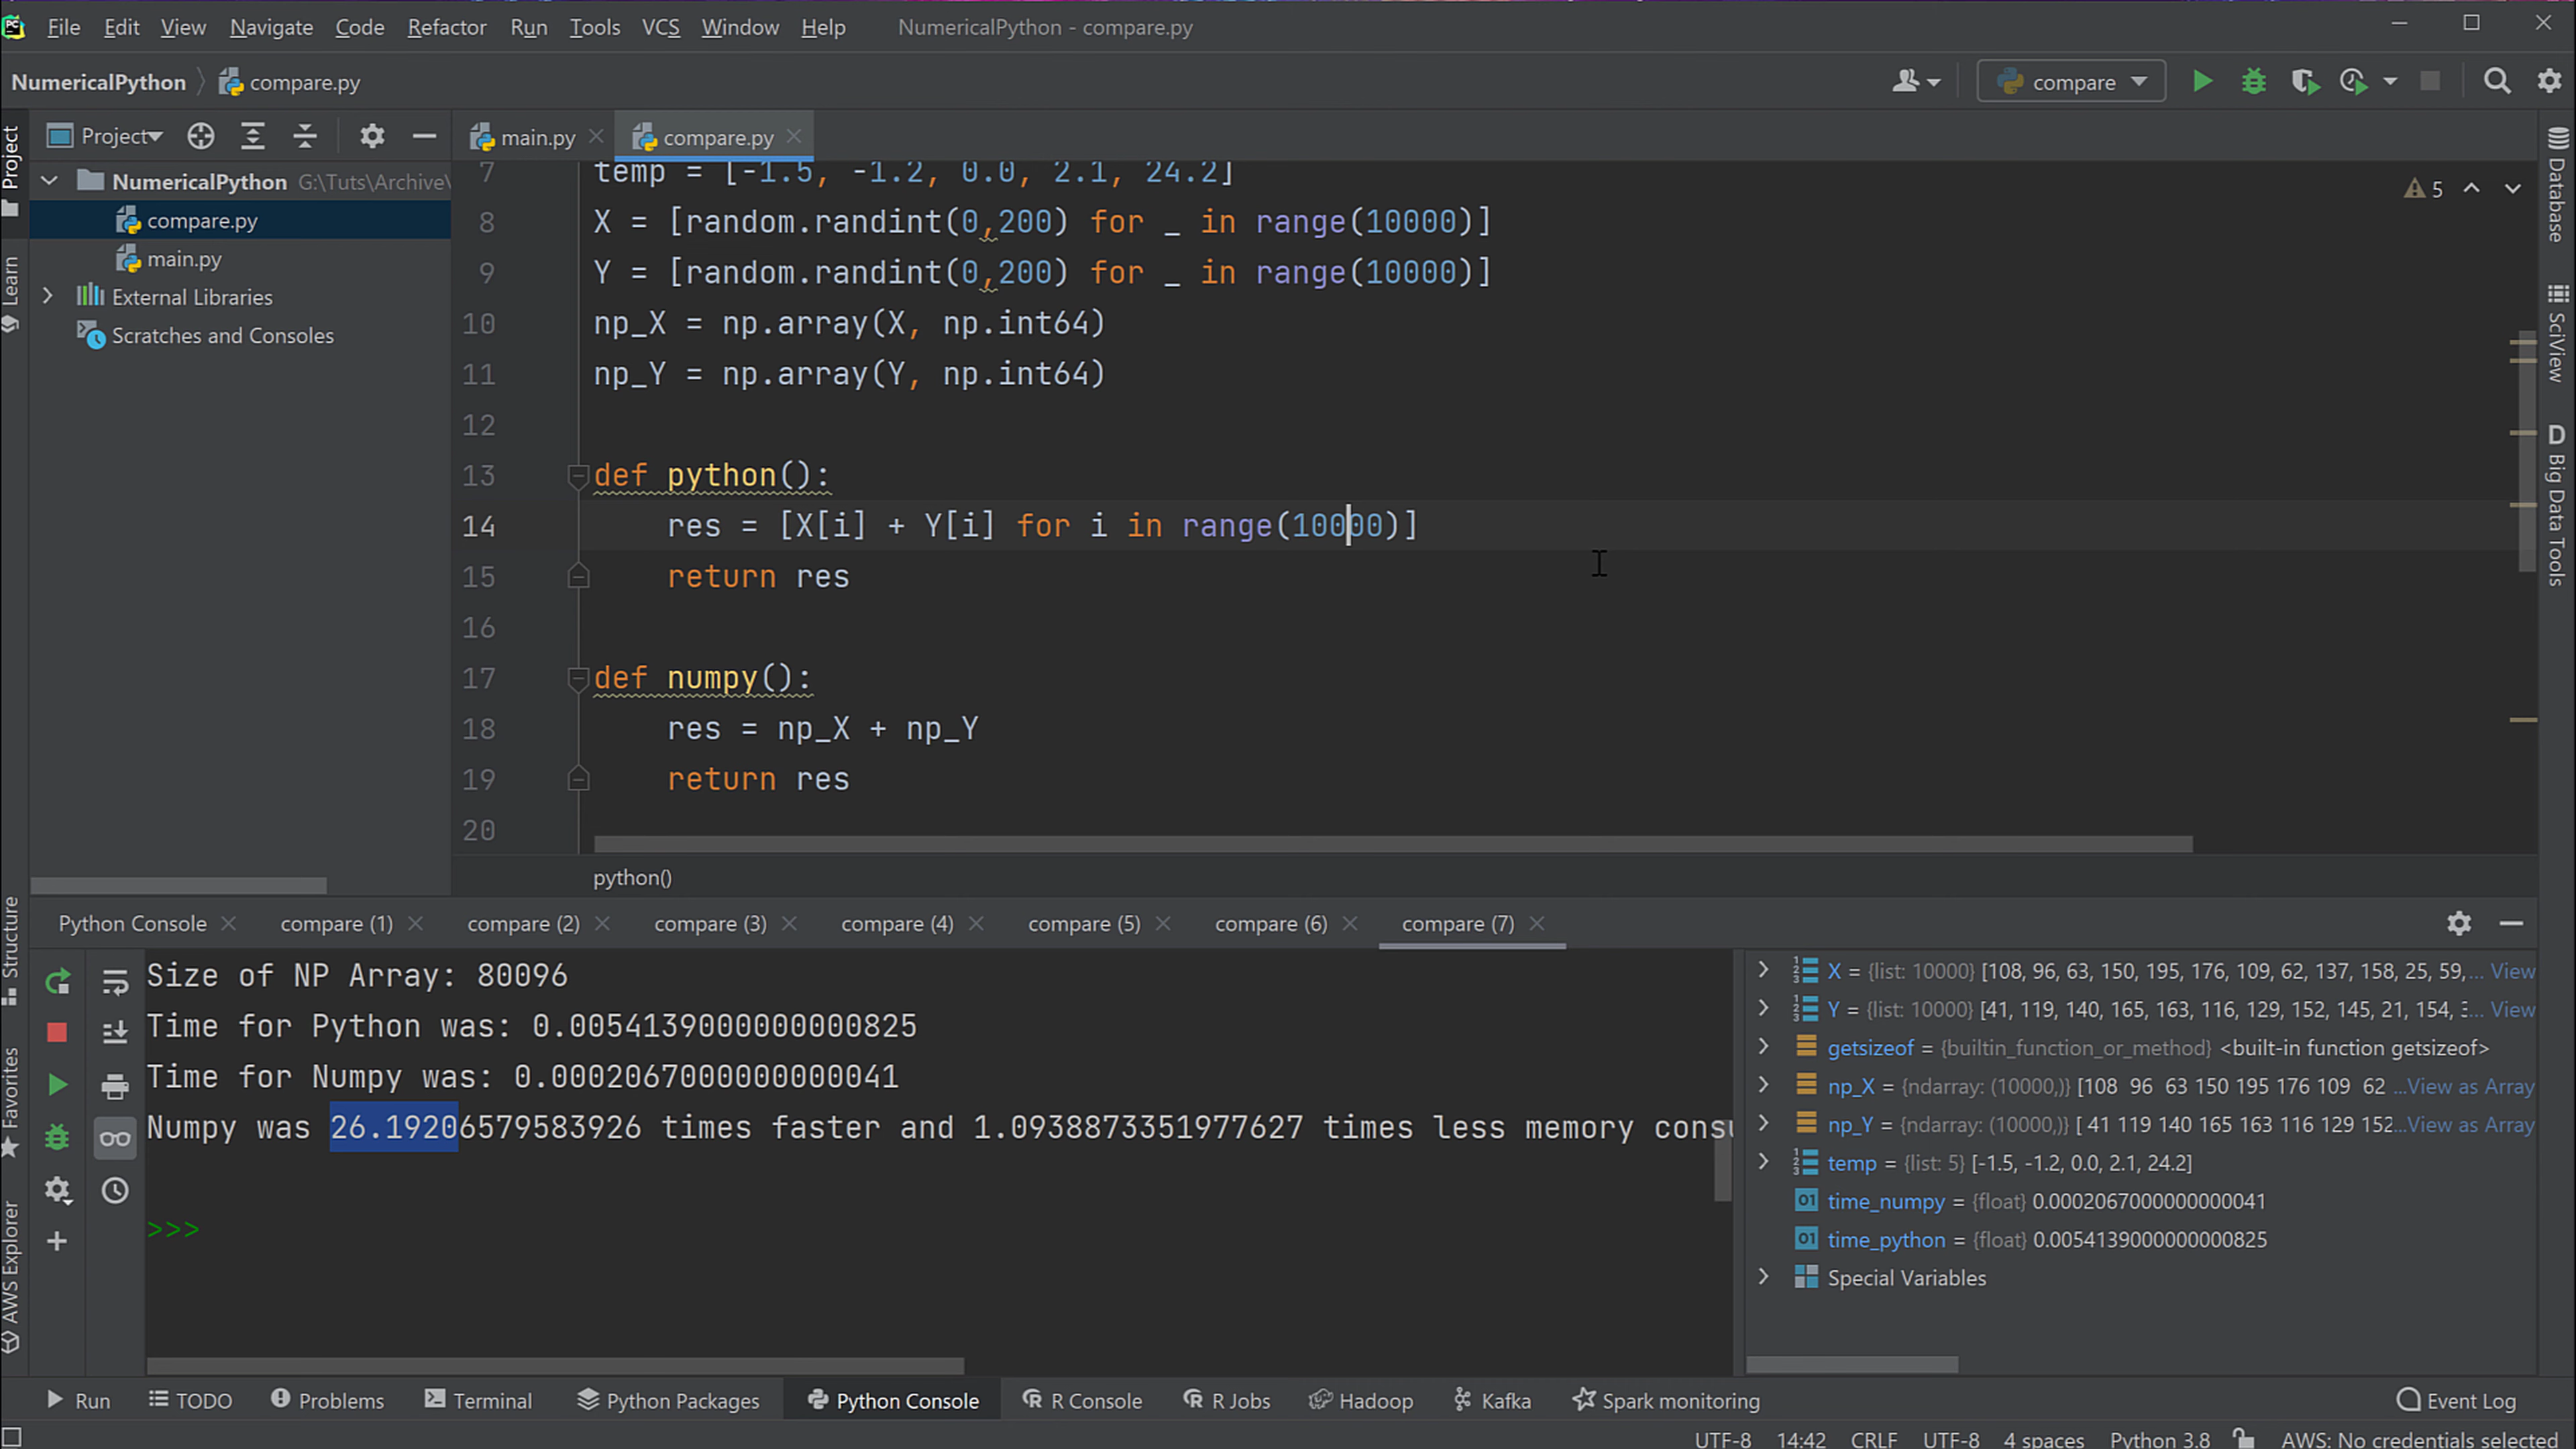 File Edit View Navigate Code Refactor Run Tools VCS Window Help NumericalPython - compare.py
NumericalPython compare.py
compare
Project
main.py
compare.py
NumericalPython G:\Tuts\Archive\
compare.py
main.py
External Libraries
Scratches and Consoles
Project
Learn
Structure
Favorites
AWS Explorer
7 temp = [-1.5, -1.2, 0.0, 2.1, 24.2]
8 X = [random.randint(0,200) for _ in range(10000)]
9 Y = [random.randint(0,200) for _ in range(10000)]
10 np_X = np.array(X, np.int64)
11 np_Y = np.array(Y, np.int64)
12
13 def python():
14 res = [X[i] + Y[i] for i in range(10000)]
15 return res
16
17 def numpy():
18 res = np_X + np_Y
19 return res
20
5
python()
Database
SciView
D Big Data Tools
Python Console compare (1) compare (2) compare (3) compare (4) compare (5) compare (6) compare (7)
Size of NP Array: 80096
Time for Python was: 0.0054139000000000825
Time for Numpy was: 0.0002067000000000041
Numpy was 26.19206579583926 times faster and 1.0938873351977627 times less memory consu
>>>
X = {list: 10000} [108, 96, 63, 150, 195, 176, 109, 62, 137, 158, 25, 59,... View
Y = {list: 10000} [41, 119, 140, 165, 163, 116, 129, 152, 145, 21, 154, 3... View
getsizeof = {builtin_function_or_method} <built-in function getsizeof>
np_X = {ndarray: (10000,)} [108 96 63 150 195 176 109 62 ...View as Array
np_Y = {ndarray: (10000,)} [ 41 119 140 165 163 116 129 152...View as Array
temp = {list: 5} [-1.5, -1.2, 0.0, 2.1, 24.2]
time_numpy = {float} 0.0002067000000000041
time_python = {float} 0.0054139000000000825
Special Variables
Run TODO Problems Terminal Python Packages Python Console R Console R Jobs Hadoop Kafka Spark monitoring Event Log
UTF-8 14:42 CRLF UTF-8 4 spaces Python 3.8 AWS: No credentials selected